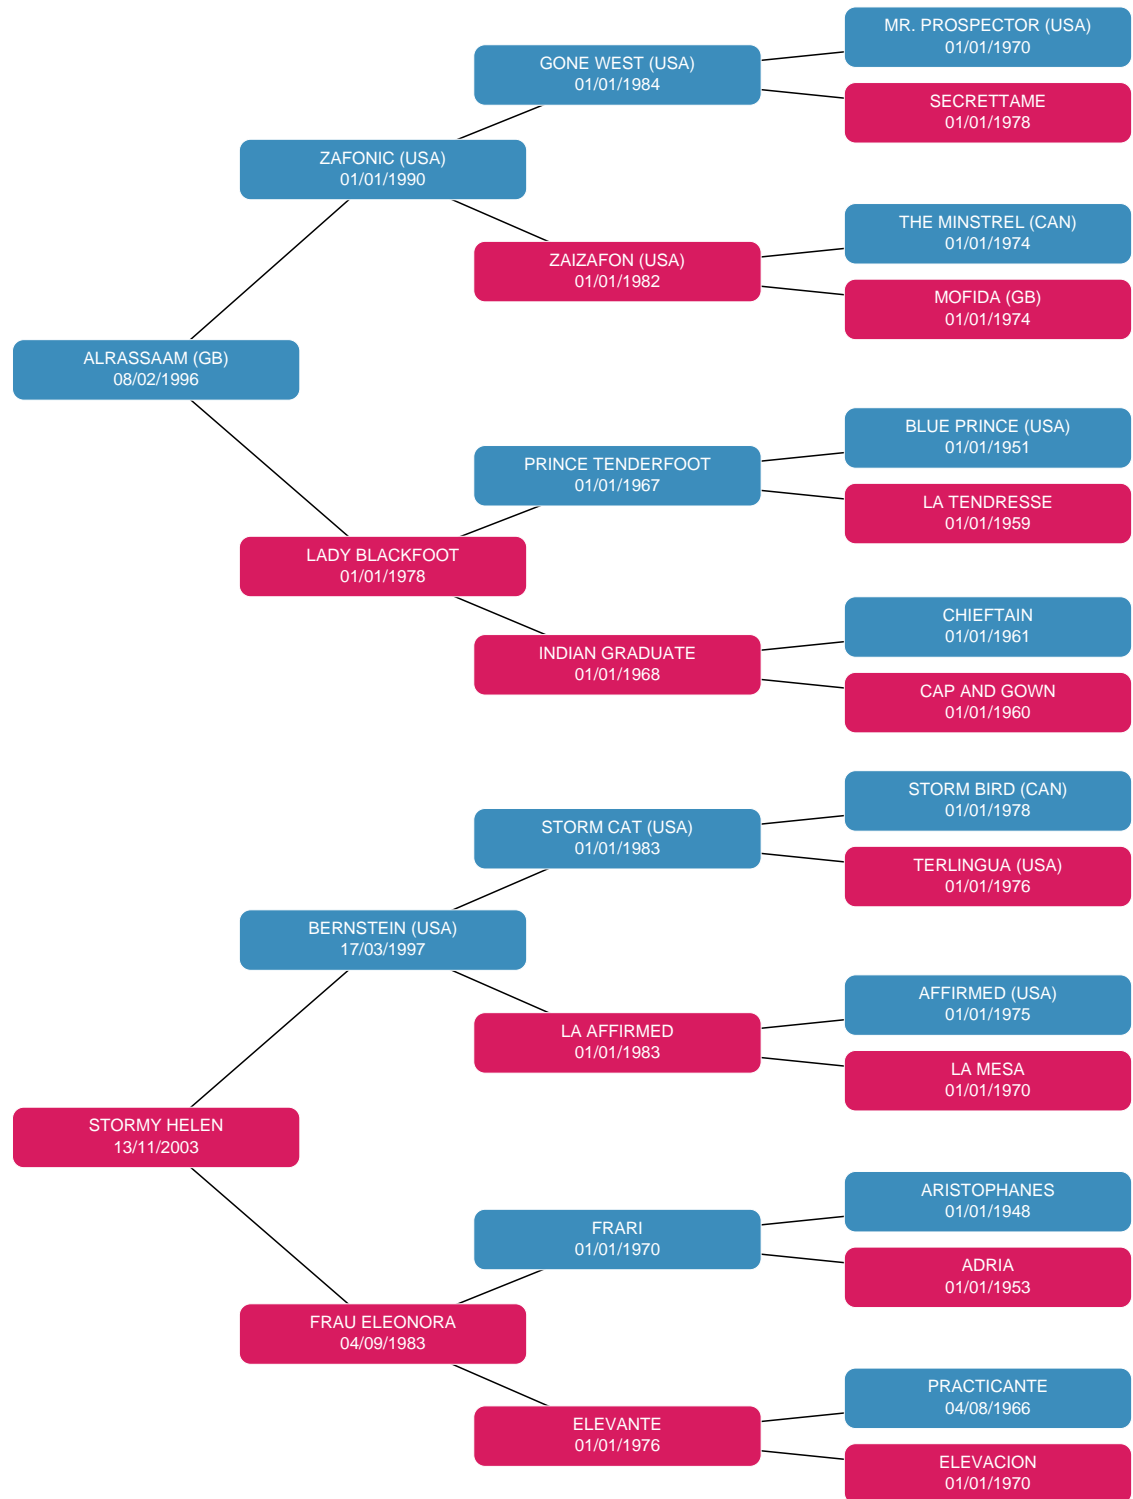 MR. PROSPECTOR (USA)
01/01/1970
GONE WEST (USA)
01/01/1984
SECRETTAME
01/01/1978
ZAFONIC (USA)
01/01/1990
THE MINSTREL (CAN)
01/01/1974
ZAIZAFON (USA)
01/01/1982
MOFIDA (GB)
01/01/1974
ALRASSAAM (GB)
08/02/1996
BLUE PRINCE (USA)
01/01/1951
PRINCE TENDERFOOT
01/01/1967
LA TENDRESSE
01/01/1959
LADY BLACKFOOT
01/01/1978
CHIEFTAIN
01/01/1961
INDIAN GRADUATE
01/01/1968
CAP AND GOWN
01/01/1960
STORM BIRD (CAN)
01/01/1978
STORM CAT (USA)
01/01/1983
TERLINGUA (USA)
01/01/1976
BERNSTEIN (USA)
17/03/1997
AFFIRMED (USA)
01/01/1975
LA AFFIRMED
01/01/1983
LA MESA
01/01/1970
STORMY HELEN
13/11/2003
ARISTOPHANES
01/01/1948
FRARI
01/01/1970
ADRIA
01/01/1953
FRAU ELEONORA
04/09/1983
PRACTICANTE
04/08/1966
ELEVANTE
01/01/1976
ELEVACION
01/01/1970